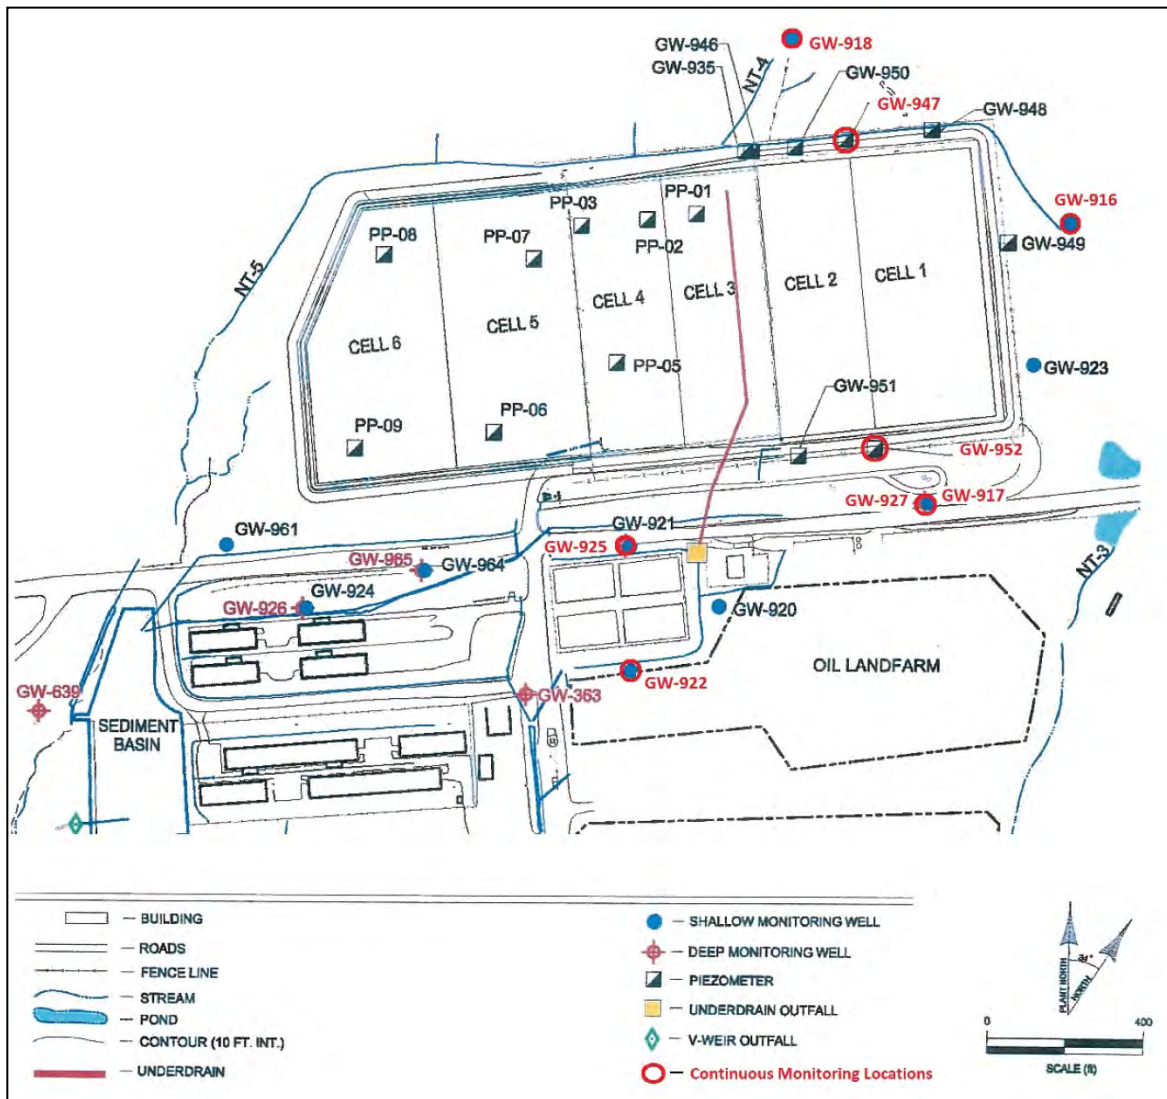 GW-946
GW-918
GW-935
NT-4
GW-950
GW-947
GW-948
PP-03
PP-01
GW-916
PP-08
PP-07
PP-02
GW-949
NT-5
CELL 1
CELL 2
CELL 3
CELL 4
CELL 5
CELL 6
PP-05
GW-923
GW-951
PP-06
PP-09
GW-952
GW-927
GW-917
GW-921
GW-961
GW-925
GW-965
GW-964
NT-3
GW-926
GW-924
GW-920
OIL LANDFARM
GW-922
GW-639
GW-363
SEDIMENT
BASIN
— BUILDING
— ROADS
— FENCE LINE
— STREAM
— POND
— CONTOUR (10 FT. INT.)
— UNDERDRAIN
— SHALLOW MONITORING WELL
— DEEP MONITORING WELL
— PIEZOMETER
— UNDERDRAIN OUTFALL
— V-WEIR OUTFALL
— Continuous Monitoring Locations
PLANT NORTH
NORTH
0 400
SCALE (ft)